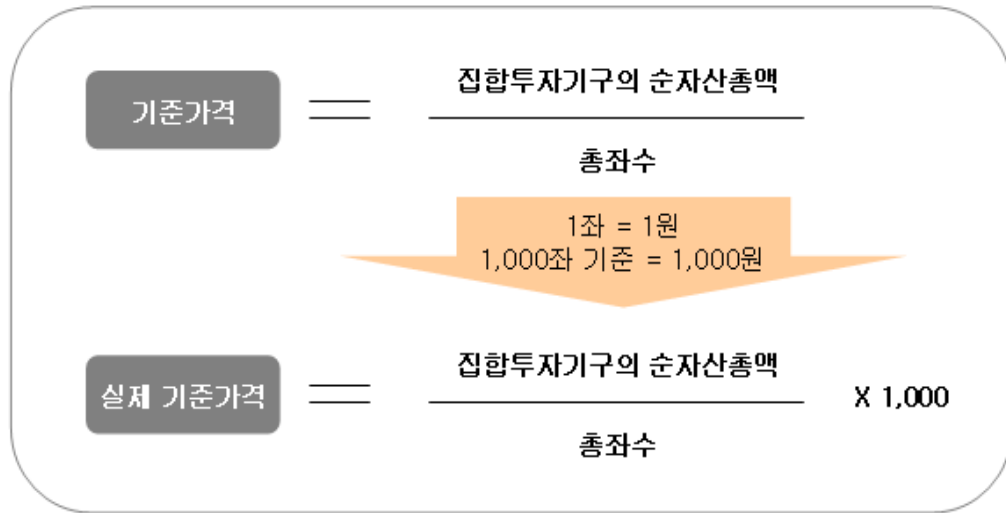 집합투자기구의 순자산총액
기준가격
총좌수
1좌 = 1원
1,000좌 기준 = 1,000원
집합투자기구의 순자산총액
실제 기준가격
X 1,000
총좌수